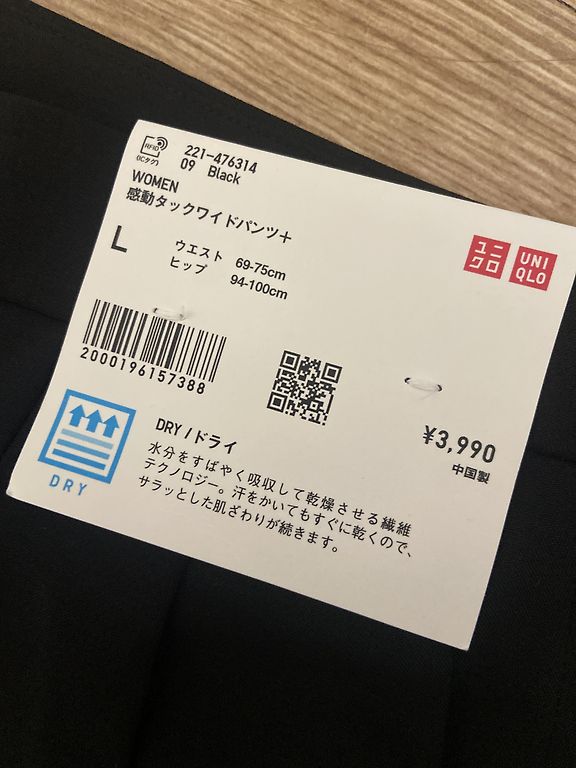 RFID
(ICタグ)
221-476314
09 Black
WOMEN
感動タックワイドパンツ+
L
ウエスト 69-75cm
ヒップ 94-100cm
ユニクロ
UNIQLO
2000196157388
¥3,990
中国製
DRY
DRY / ドライ
水分をすばやく吸収して乾燥させる繊維
テクノロジー。汗をかいてもすぐに乾くので、
サラッとした肌ざわりが続きます。